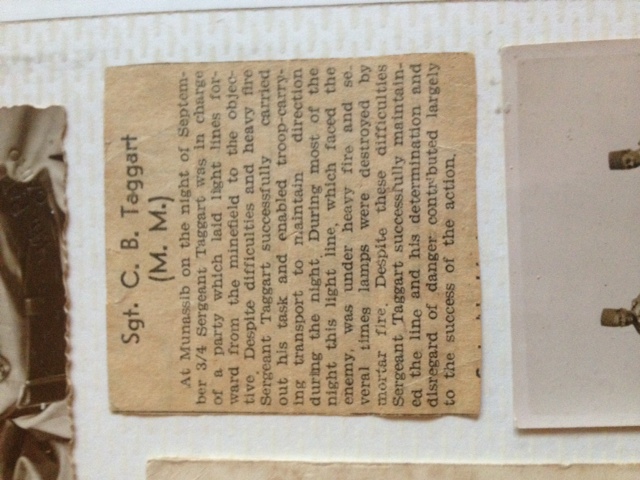 Sgt. C. B. Taggart
(M. M.)
At Munassib on the night of Septem-
ber 3/4 Sergeant Taggart was in charge
of a party which laid light lines for-
ward from the minefield to the objec-
tive. Despite difficulties and heavy fire
Sergeant Taggart successfully carried
out his task and enabled troop-carry-
ing transport to maintain direction
during the night. During most of the
night this light line, which faced the
enemy, was under heavy fire and se-
veral times lamps were destroyed by
mortar fire. Despite these difficulties
Sergeant Taggart successfully maintain-
ed the line and his determination and
disregard of danger contributed largely
to the success of the action.